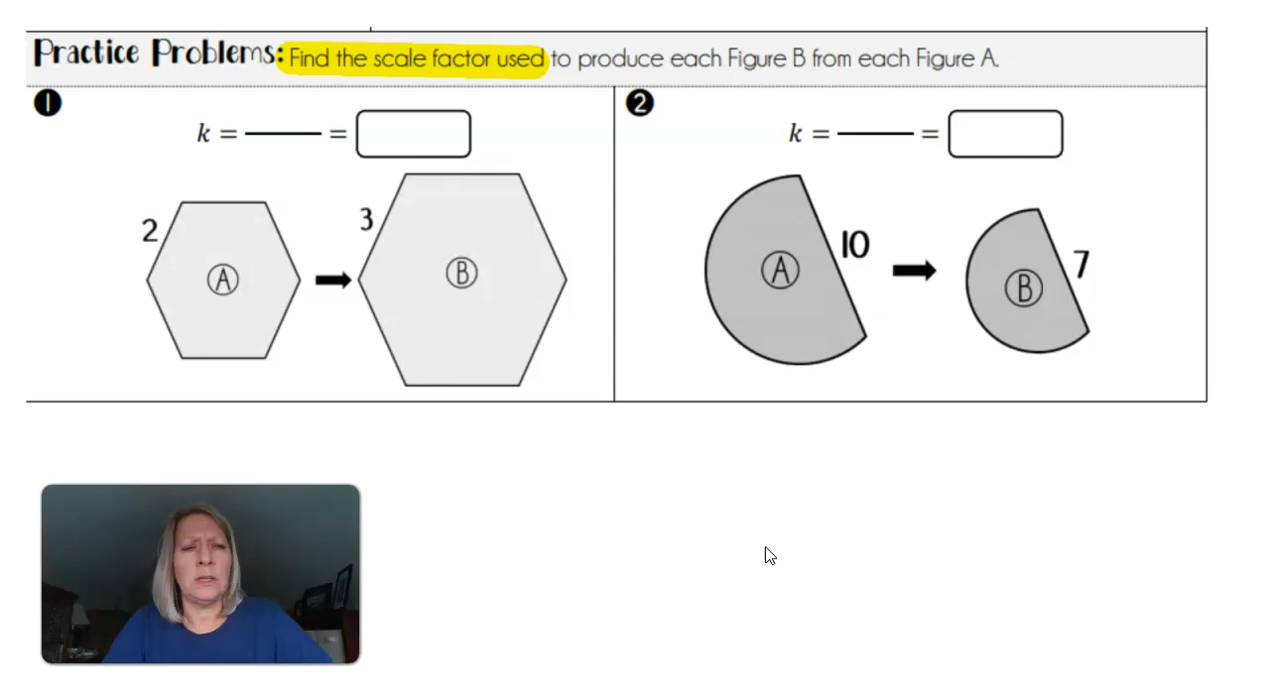 Practice Problems: Find the scale factor used to produce each Figure B from each Figure A.
1
k = =
2
A
3
B
2
k = =
A
10
B
7